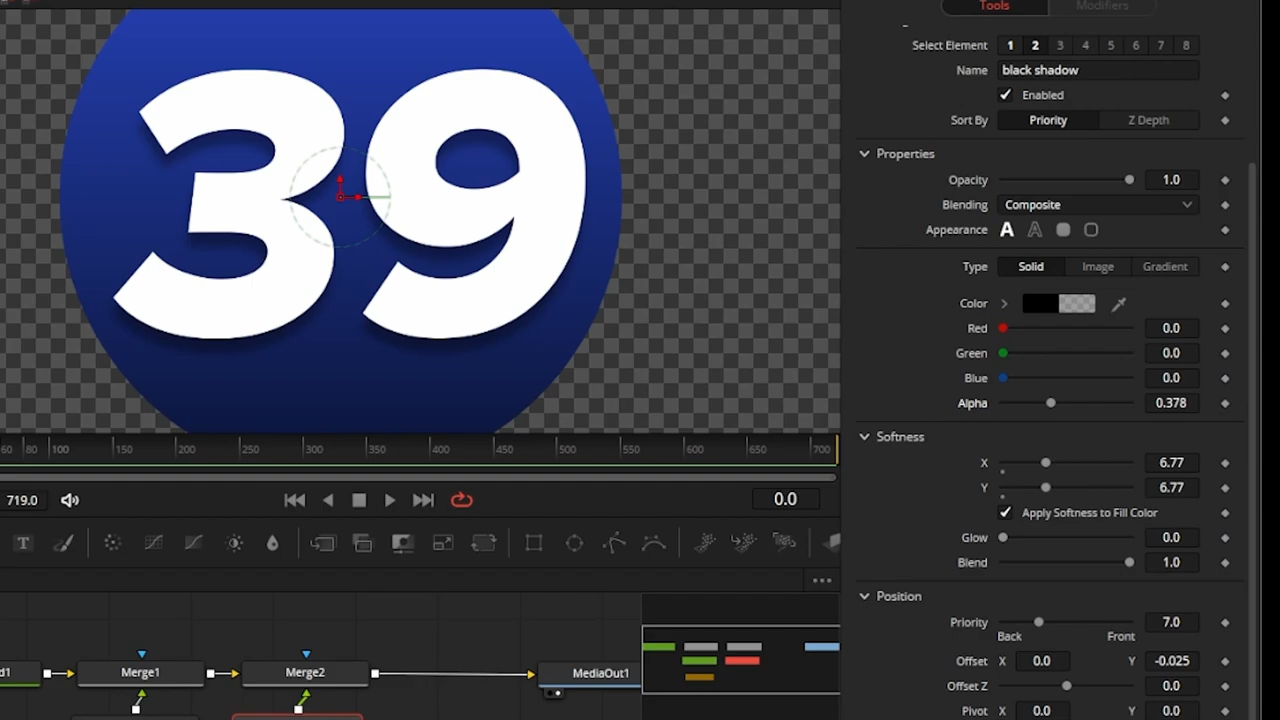 Tools Modifiers
Select Element 1 2 3 4 5 6 7 8
Name black shadow
Enabled
Sort By Priority Z Depth
39
Properties
Opacity 1.0
Blending Composite
Appearance A A
Type Solid Image Gradient
Color
Red 0.0
Green 0.0
Blue 0.0
Alpha 0.378
Softness
60 80 100 150 200 250 300 350 400 450 500 550 600 650 700
X 6.77
Y 6.77
719.0 0.0
Apply Softness to Fill Color
Glow 0.0
Blend 1.0
T
Position
Priority 7.0
Back Front
Offset X 0.0 Y -0.025
Offset Z 0.0
Pivot X 0.0 Y 0.0
d1 Merge1 Merge2 MediaOut1